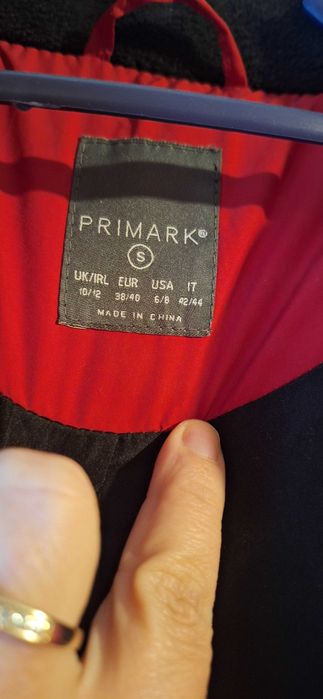 PRIMARK®
S
UK/IRL EUR USA IT
10/12 38/40 6/8 42/44
MADE IN CHINA